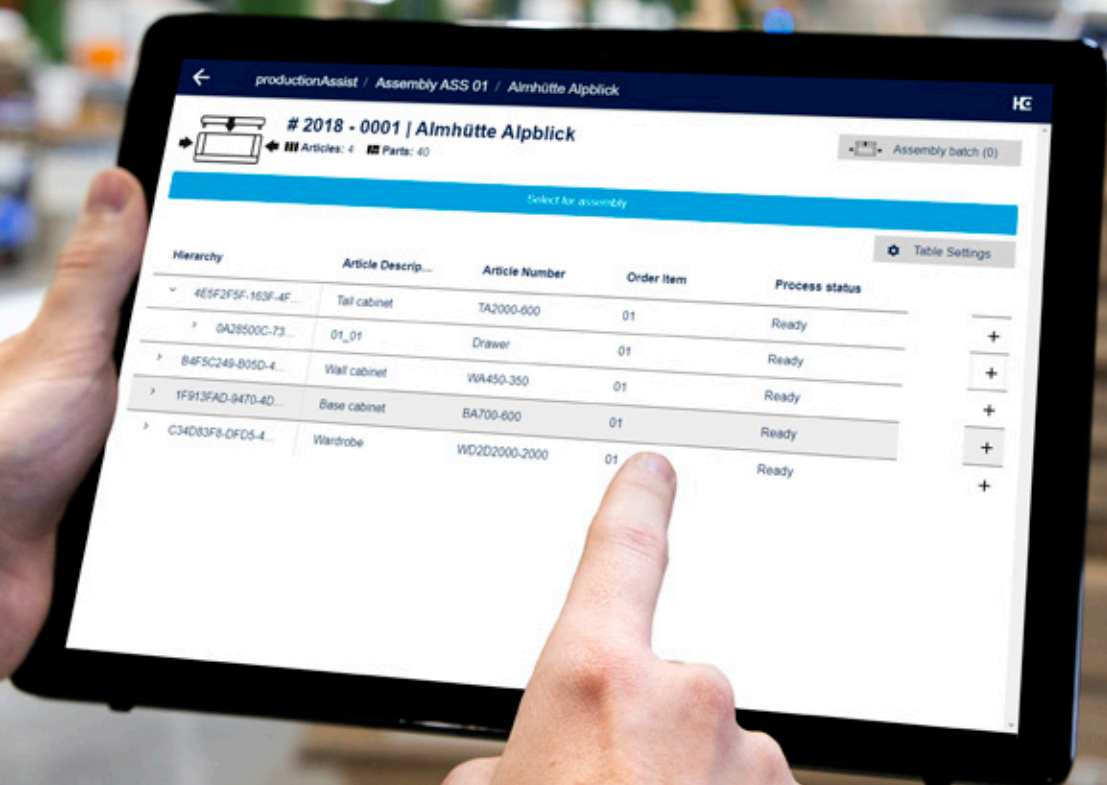 productionAssist / Assembly ASS 01 / Almhütte Alpblick
# 2018 - 0001 | Almhütte Alpblick
Articles: 4 Parts: 40
Assembly batch (0)
Select for assembly
Table Settings
Hierarchy Article Descrip... Article Number Order Item Process status
4E5F2F5F-163F-4F... Tall cabinet TA2000-600 01 Ready +
0A28500C-73... 01_01 Drawer 01 Ready +
B4F5C249-B05D-4... Wall cabinet WA450-350 01 Ready +
1F913FAD-9470-4D... Base cabinet BA700-600 01 Ready +
C34D83F8-DFD5-4... Wardrobe WD2D2000-2000 01 Ready +